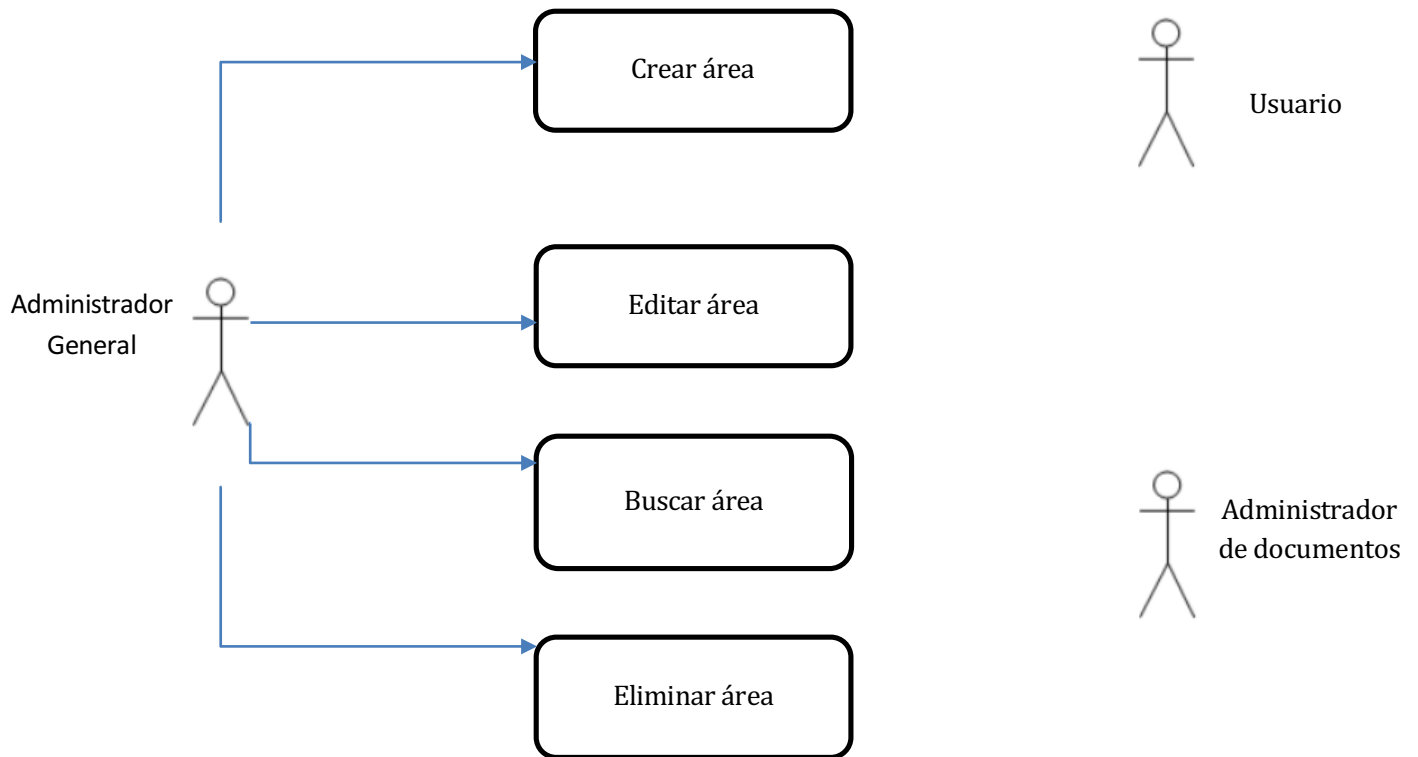 Crear área
Usuario
Administrador
General
Editar área
Buscar área
Administrador
de documentos
Eliminar área